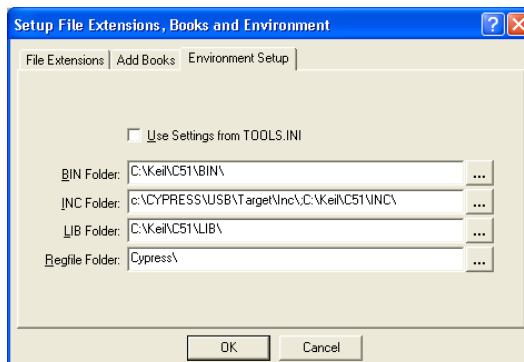 Setup File Extensions, Books and Environment
File Extensions Add Books Environment Setup
Use Settings from TOOLS.INI
BIN Folder: C:\Keil\C51\BIN\ ...
INC Folder: c:\CYPRESS\USB\Target\Inc\;C:\Keil\C51\INC\ ...
LIB Folder: C:\Keil\C51\LIB\ ...
Regfile Folder: Cypress\ ...
OK Cancel